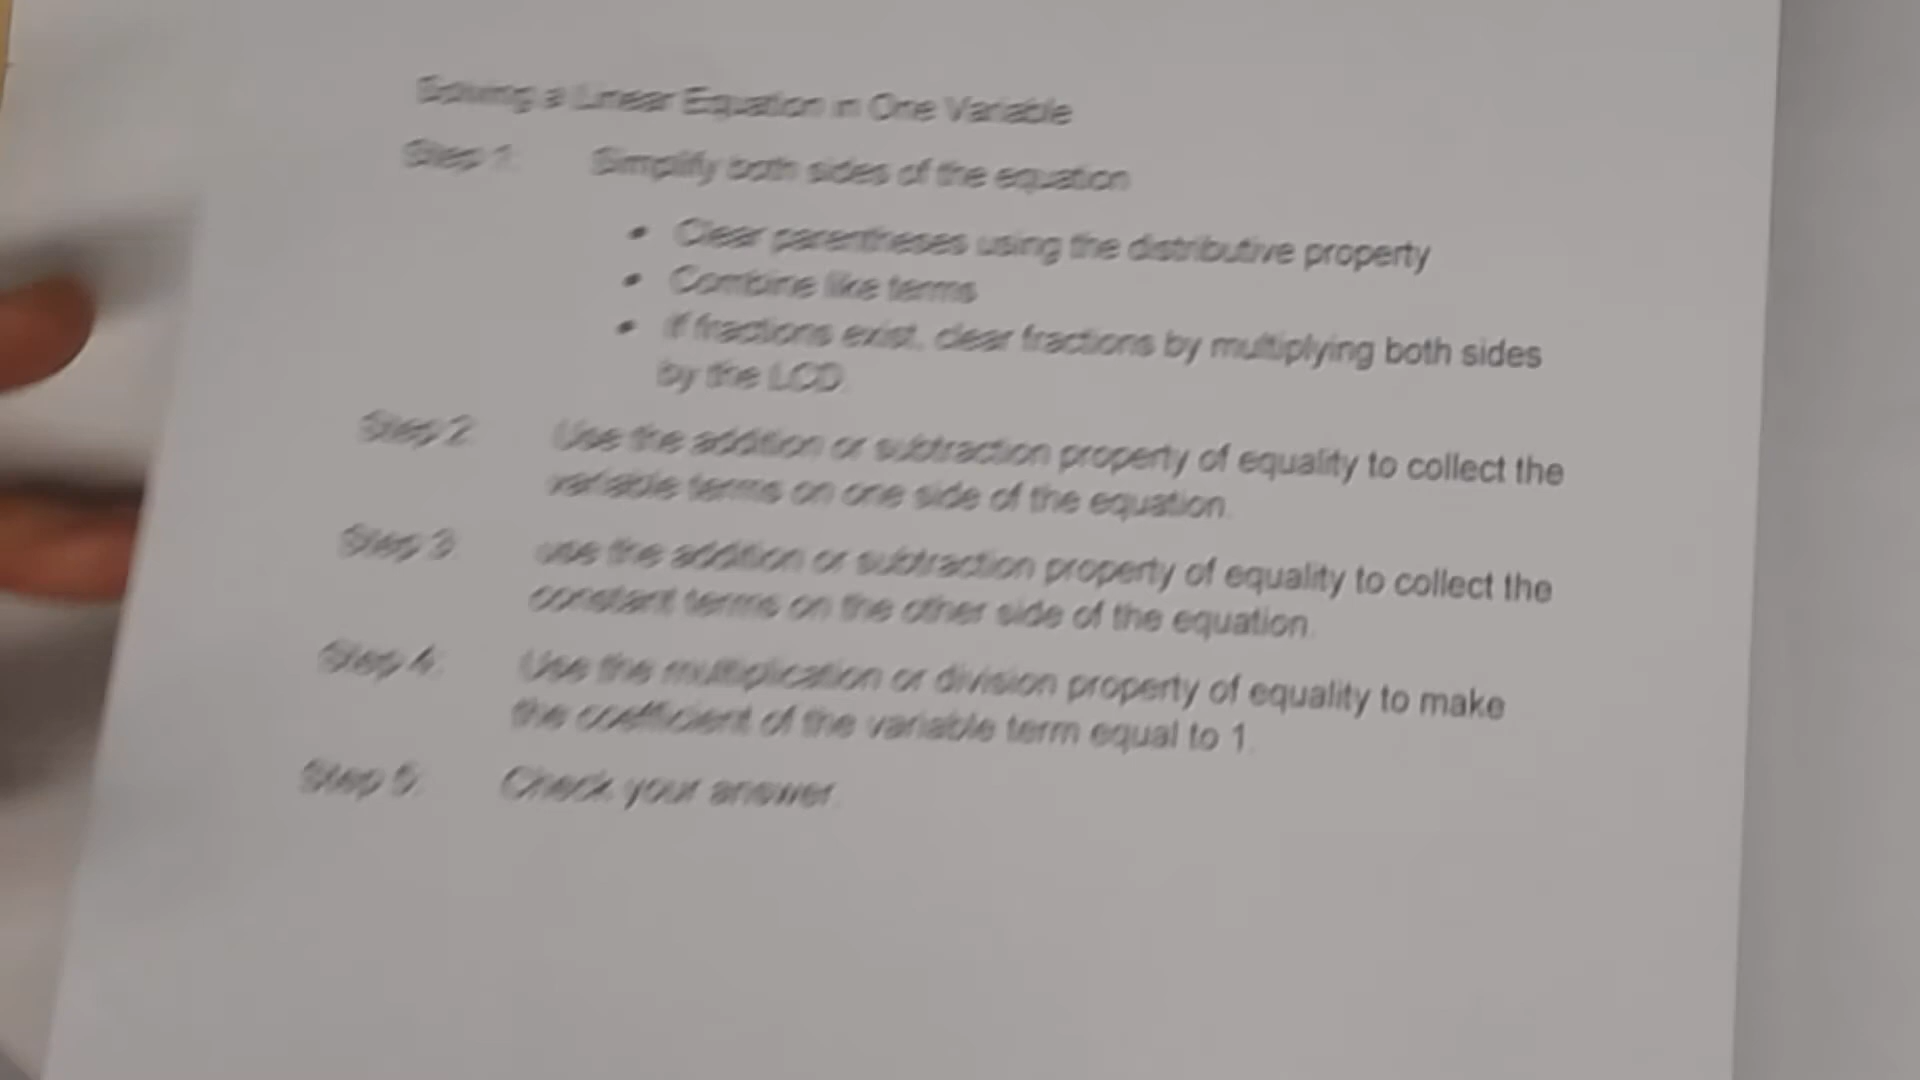 Solving a Linear Equation in One Variable
Step 1: Simplify both sides of the equation
• Clear parentheses using the distributive property
• Combine like terms
• If fractions exist, clear fractions by multiplying both sides
by the LCD.
Step 2: Use the addition or subtraction property of equality to collect the
variable terms on one side of the equation.
Step 3: use the addition or subtraction property of equality to collect the
constant terms on the other side of the equation.
Step 4: Use the multiplication or division property of equality to make
the coefficient of the variable term equal to 1.
Step 5: Check your answer.